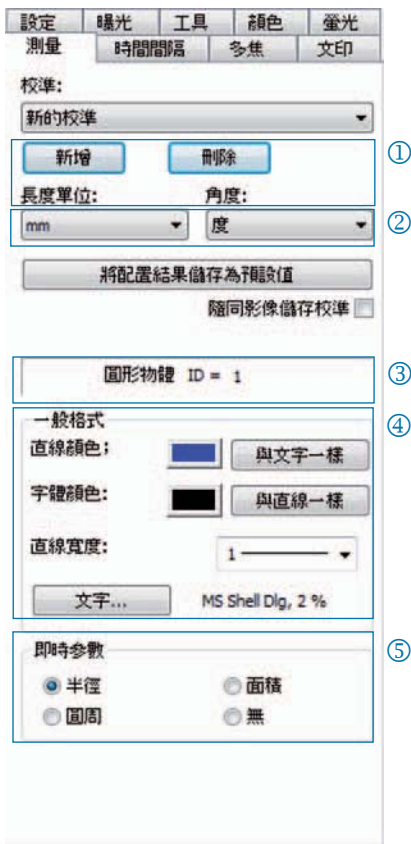 設定 曝光 工具 顏色 螢光
測量 時間間隔 多焦 文印
校準:
新的校準
新增 刪除 ①
長度單位: 角度:
mm 度 ②
將配置結果儲存為預設值
隨同影像儲存校準
圓形物體 ID = 1 ③
一般格式 ④
直線顏色; 與文字一樣
字體顏色: 與直線一樣
直線寬度: 1
文字... MS Shell Dlg, 2 %
即時參數 ⑤
半徑 面積
圓周 無